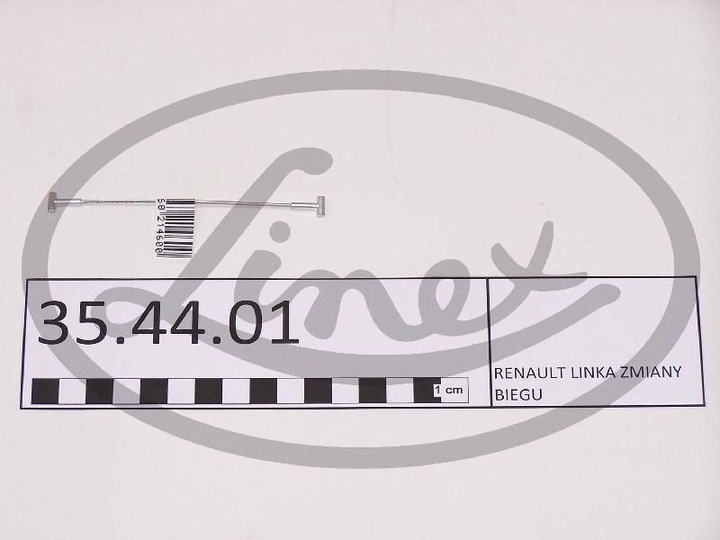 35.44.01
1 cm
RENAULT LINKA ZMIANY
BIEGU
Linex